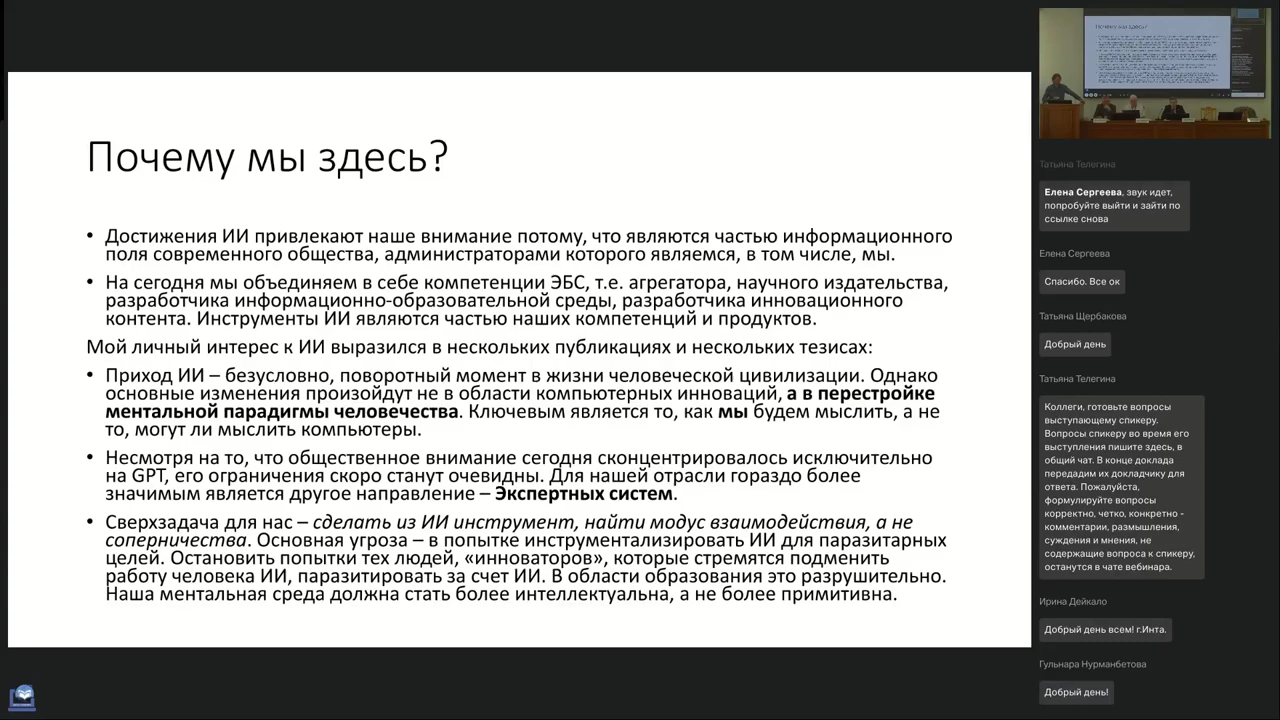 Почему мы здесь?
• Достижения ИИ привлекают наше внимание потому, что являются частью информационного
поля современного общества, администраторами которого являемся, в том числе, мы.
• На сегодня мы объединяем в себе компетенции ЭБС, т.е. агрегатора, научного издательства,
разработчика информационно-образовательной среды, разработчика инновационного
контента. Инструменты ИИ являются частью наших компетенций и продуктов.
Мой личный интерес к ИИ выразился в нескольких публикациях и нескольких тезисах:
• Приход ИИ – безусловно, поворотный момент в жизни человеческой цивилизации. Однако
основные изменения произойдут не в области компьютерных инноваций, а в перестройке
ментальной парадигмы человечества. Ключевым является то, как мы будем мыслить, а не
то, могут ли мыслить компьютеры.
• Несмотря на то, что общественное внимание сегодня сконцентрировалось исключительно
на GPT, его ограничения скоро станут очевидны. Для нашей отрасли гораздо более
значимым является другое направление – Экспертных систем.
• Сверхзадача для нас – сделать из ИИ инструмент, найти модус взаимодействия, а не
соперничества. Основная угроза – в попытке инструментализировать ИИ для паразитарных
целей. Остановить попытки тех людей, «инноваторов», которые стремятся подменить
работу человека ИИ, паразитировать за счет ИИ. В области образования это разрушительно.
Наша ментальная среда должна стать более интеллектуальна, а не более примитивна.
Почему мы здесь?
Татьяна Телегина
Елена Сергеева, звук идет,
попробуйте выйти и зайти по
ссылке снова
Елена Сергеева
Спасибо. Все ок
Татьяна Щербакова
Добрый день
Татьяна Телегина
Коллеги, готовьте вопросы
выступающему спикеру.
Вопросы спикеру во время его
выступления пишите здесь, в
общий чат. В конце доклада
передадим их докладчику для
ответа. Пожалуйста,
формулируйте вопросы
корректно, четко, конкретно -
комментарии, размышления,
суждения и мнения, не
содержащие вопроса к спикеру,
останутся в чате вебинара.
Ирина Дейкало
Добрый день всем! г.Инта.
Гульнара Нурманбетова
Добрый день!